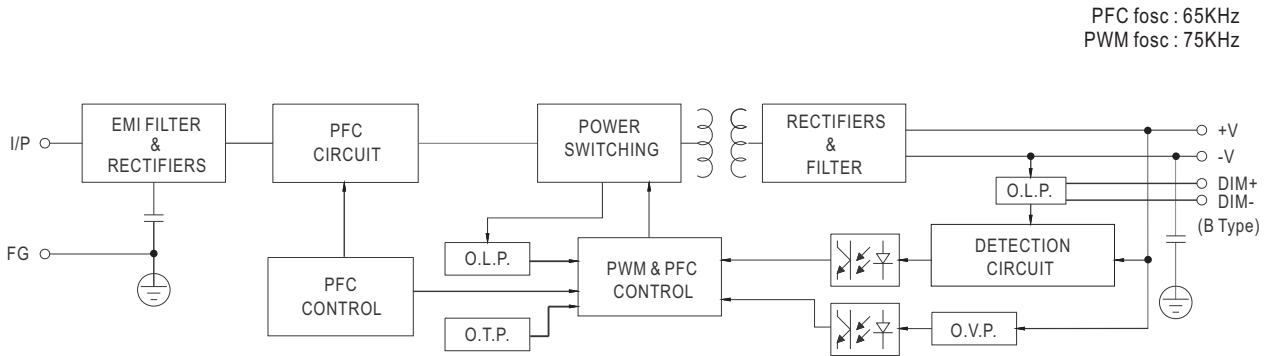 PFC fosc : 65KHz
PWM fosc : 75KHz
I/P
EMI FILTER
&
RECTIFIERS
PFC
CIRCUIT
POWER
SWITCHING
RECTIFIERS
&
FILTER
+V
-V
DIM+
DIM-
(B Type)
O.L.P.
FG
O.L.P.
DETECTION
CIRCUIT
PFC
CONTROL
PWM & PFC
CONTROL
O.T.P.
O.V.P.